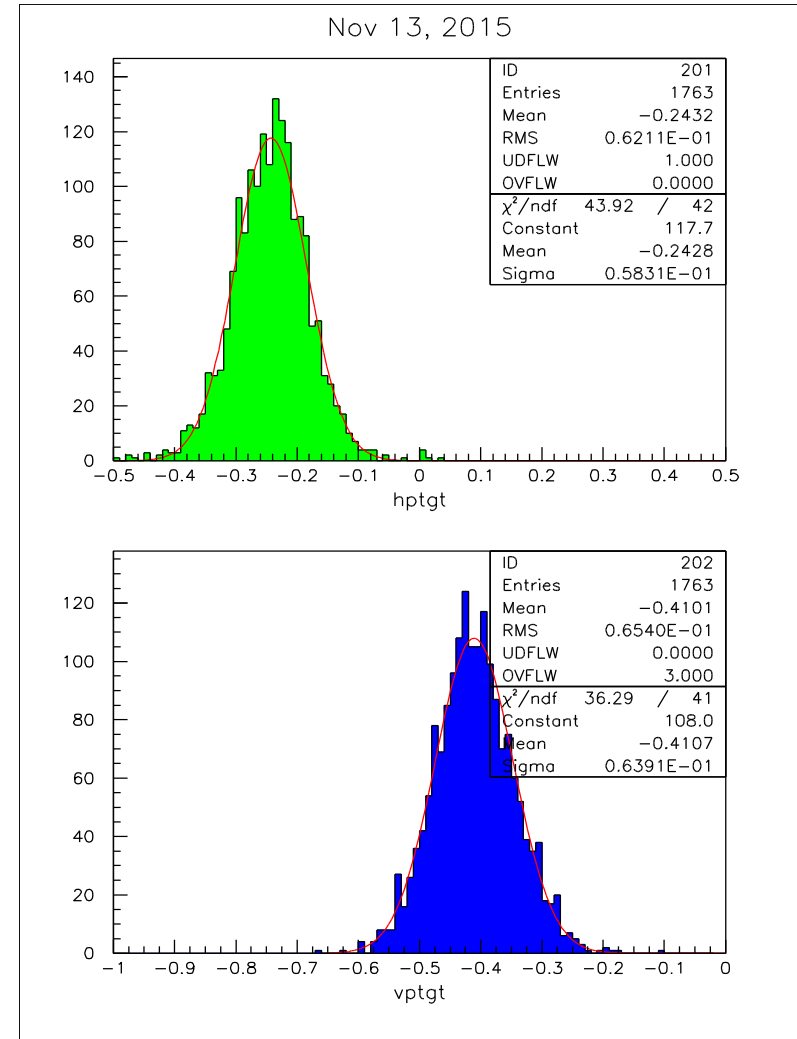 Nov 13, 2015
ID 201
Entries 1763
Mean −0.2432
RMS 0.6211E−01
UDFLW 1.000
OVFLW 0.0000
χ²/ndf 43.92 / 42
Constant 117.7
Mean −0.2428
Sigma 0.5831E−01
140
120
100
80
60
40
20
0
−0.5 −0.4 −0.3 −0.2 −0.1 0 0.1 0.2 0.3 0.4 0.5
hptgt
ID 202
Entries 1763
Mean −0.4101
RMS 0.6540E−01
UDFLW 0.0000
OVFLW 3.000
χ²/ndf 36.29 / 41
Constant 108.0
Mean −0.4107
Sigma 0.6391E−01
120
100
80
60
40
20
0
−1 −0.9 −0.8 −0.7 −0.6 −0.5 −0.4 −0.3 −0.2 −0.1 0
vptgt